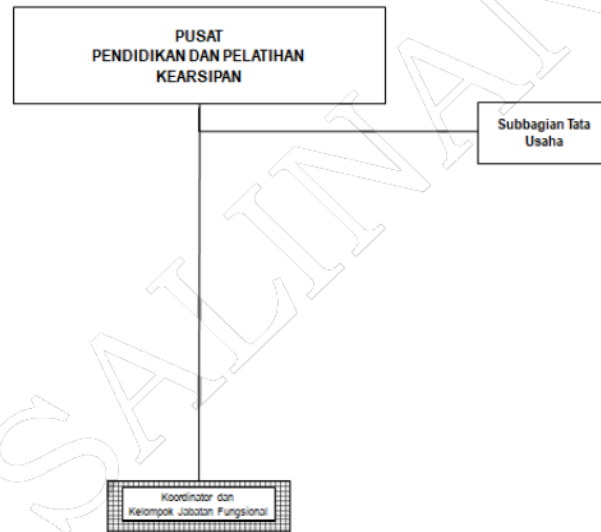 PUSAT
PENDIDIKAN DAN PELATIHAN
KEARSIPAN
Subbagian Tata
Usaha
Koordinator dan
Kelompok Jabatan Fungsional
SALINAN